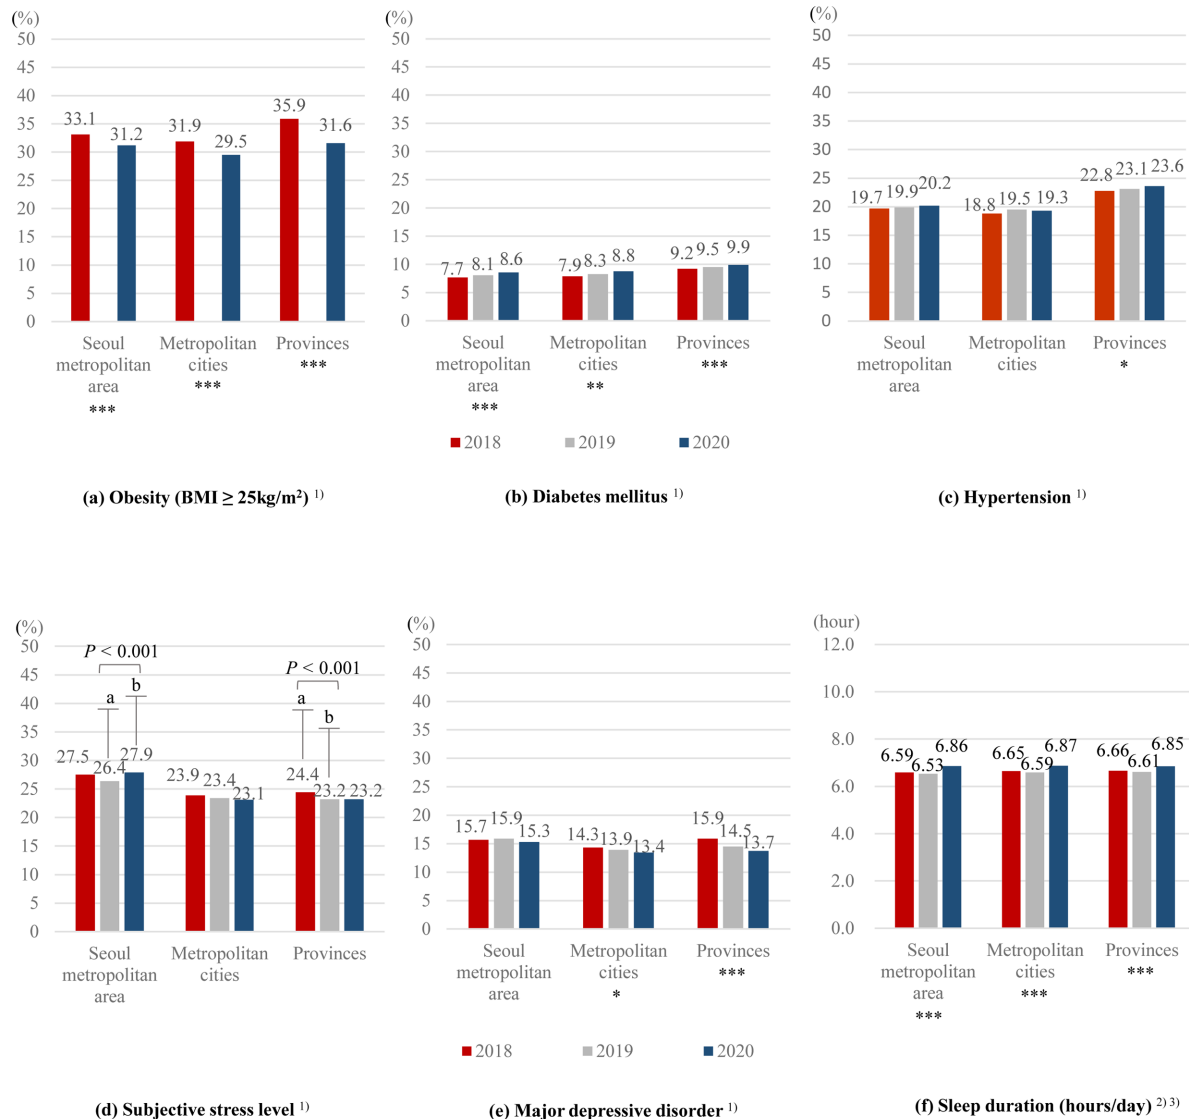 (%)
50
45
40
35
30
25
20
15
10
5
0
33.1
31.2
31.9
29.5
35.9
31.6
Seoul
metropolitan
area
***
Metropolitan
cities
***
Provinces
***
(a) Obesity (BMI ≥ 25kg/m²) 1)
(%)
50
45
40
35
30
25
20
15
10
5
0
7.7
8.1
8.6
7.9
8.3
8.8
9.2
9.5
9.9
Seoul
metropolitan
area
***
Metropolitan
cities
**
Provinces
***
2018
2019
2020
(b) Diabetes mellitus 1)
(%)
50
45
40
35
30
25
20
15
10
5
0
19.7
19.9
20.2
18.8
19.5
19.3
22.8
23.1
23.6
Seoul
metropolitan
area
Metropolitan
cities
Provinces
*
(c) Hypertension 1)
(%)
50
45
40
35
30
25
20
15
10
5
0
P < 0.001
a
b
P < 0.001
a
b
27.5
26.4
27.9
23.9
23.4
23.1
24.4
23.2
23.2
Seoul
metropolitan
area
Metropolitan
cities
Provinces
(d) Subjective stress level 1)
(%)
50
45
40
35
30
25
20
15
10
5
0
15.7
15.9
15.3
14.3
13.9
13.4
15.9
14.5
13.7
Seoul
metropolitan
area
Metropolitan
cities
*
Provinces
***
2018
2019
2020
(e) Major depressive disorder 1)
(hour)
12.0
10.0
8.0
6.0
4.0
2.0
0.0
6.59
6.53
6.86
6.65
6.59
6.87
6.66
6.61
6.85
Seoul
metropolitan
area
***
Metropolitan
cities
***
Provinces
***
(f) Sleep duration (hours/day) 2) 3)